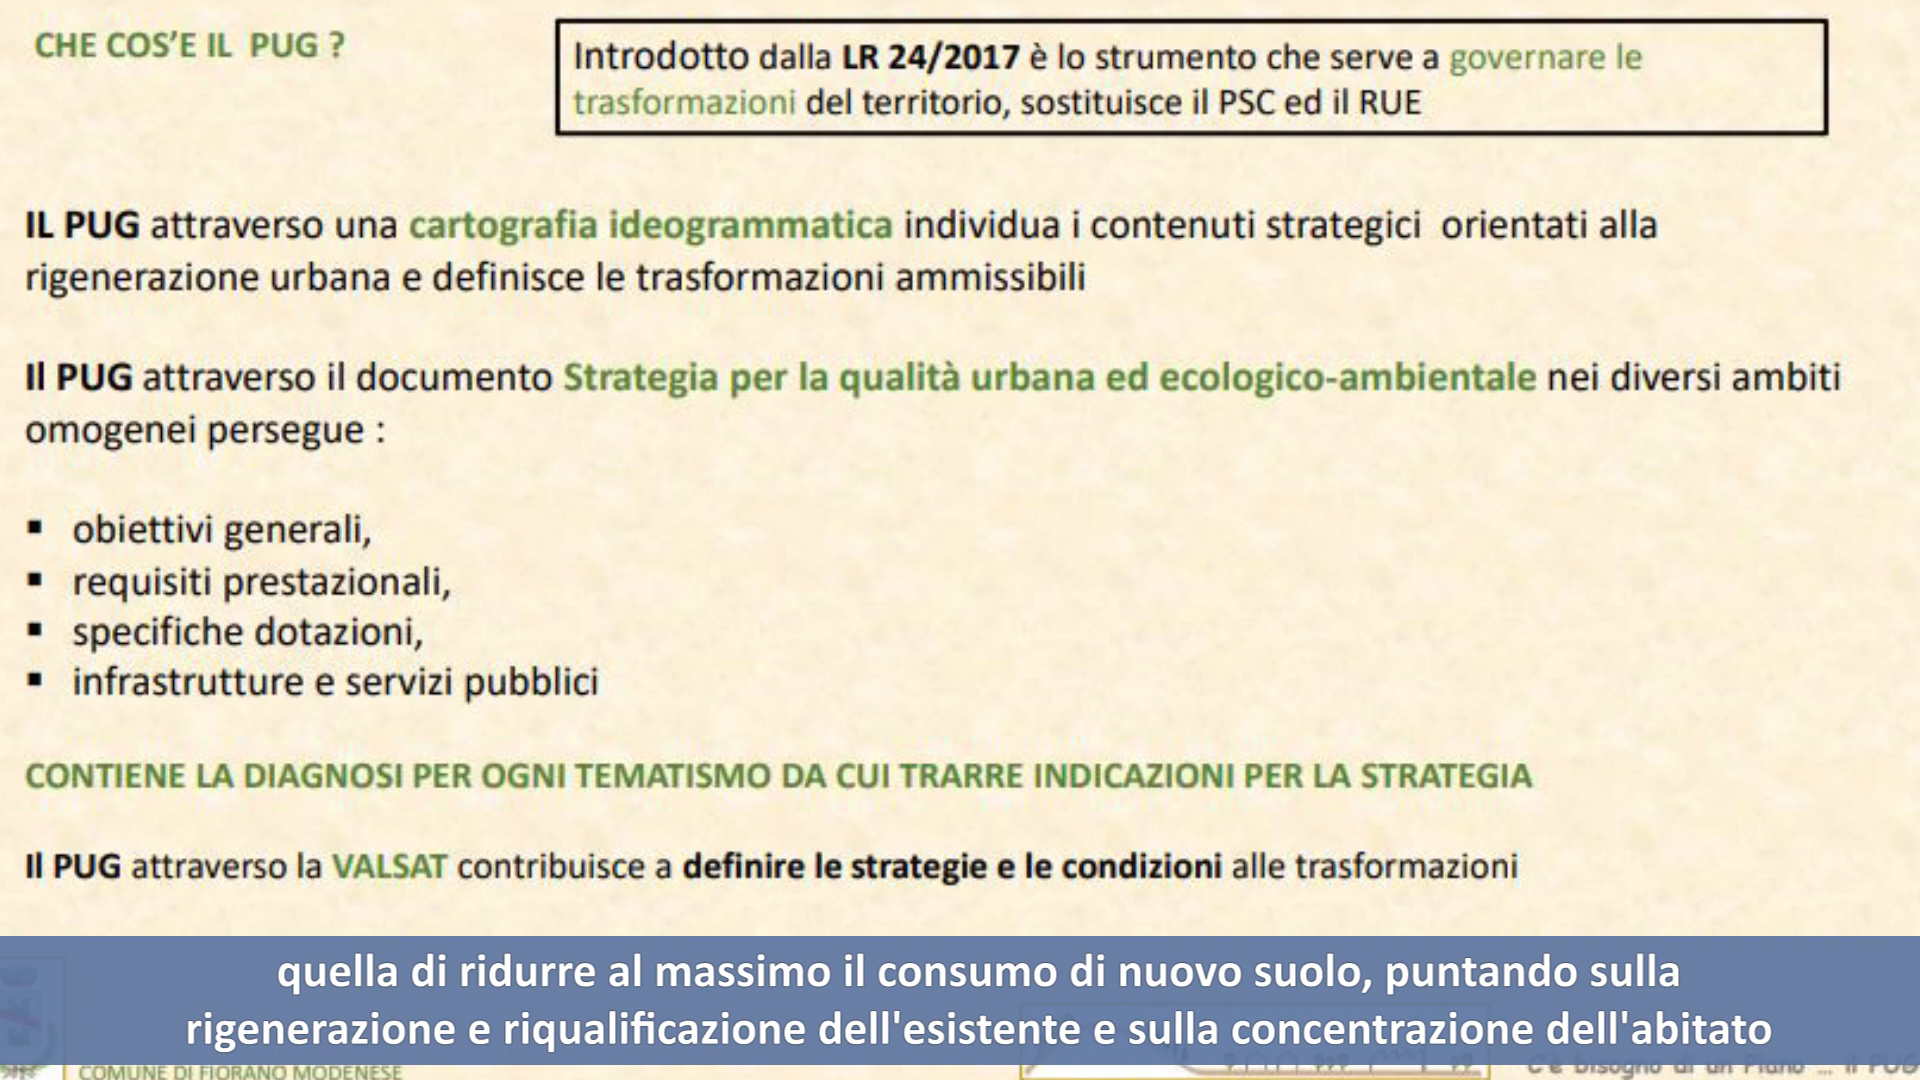 CHE COS'E IL PUG ?
Introdotto dalla LR 24/2017 è lo strumento che serve a governare le
trasformazioni del territorio, sostituisce il PSC ed il RUE
IL PUG attraverso una cartografia ideogrammatica individua i contenuti strategici orientati alla
rigenerazione urbana e definisce le trasformazioni ammissibili
Il PUG attraverso il documento Strategia per la qualità urbana ed ecologico-ambientale nei diversi ambiti
omogenei persegue :
▪ obiettivi generali,
▪ requisiti prestazionali,
▪ specifiche dotazioni,
▪ infrastrutture e servizi pubblici
CONTIENE LA DIAGNOSI PER OGNI TEMATISMO DA CUI TRARRE INDICAZIONI PER LA STRATEGIA
Il PUG attraverso la VALSAT contribuisce a definire le strategie e le condizioni alle trasformazioni
quella di ridurre al massimo il consumo di nuovo suolo, puntando sulla
rigenerazione e riqualificazione dell'esistente e sulla concentrazione dell'abitato
COMUNE DI FIORANO MODENESE
C'è bisogno di un Piano ... il PUG